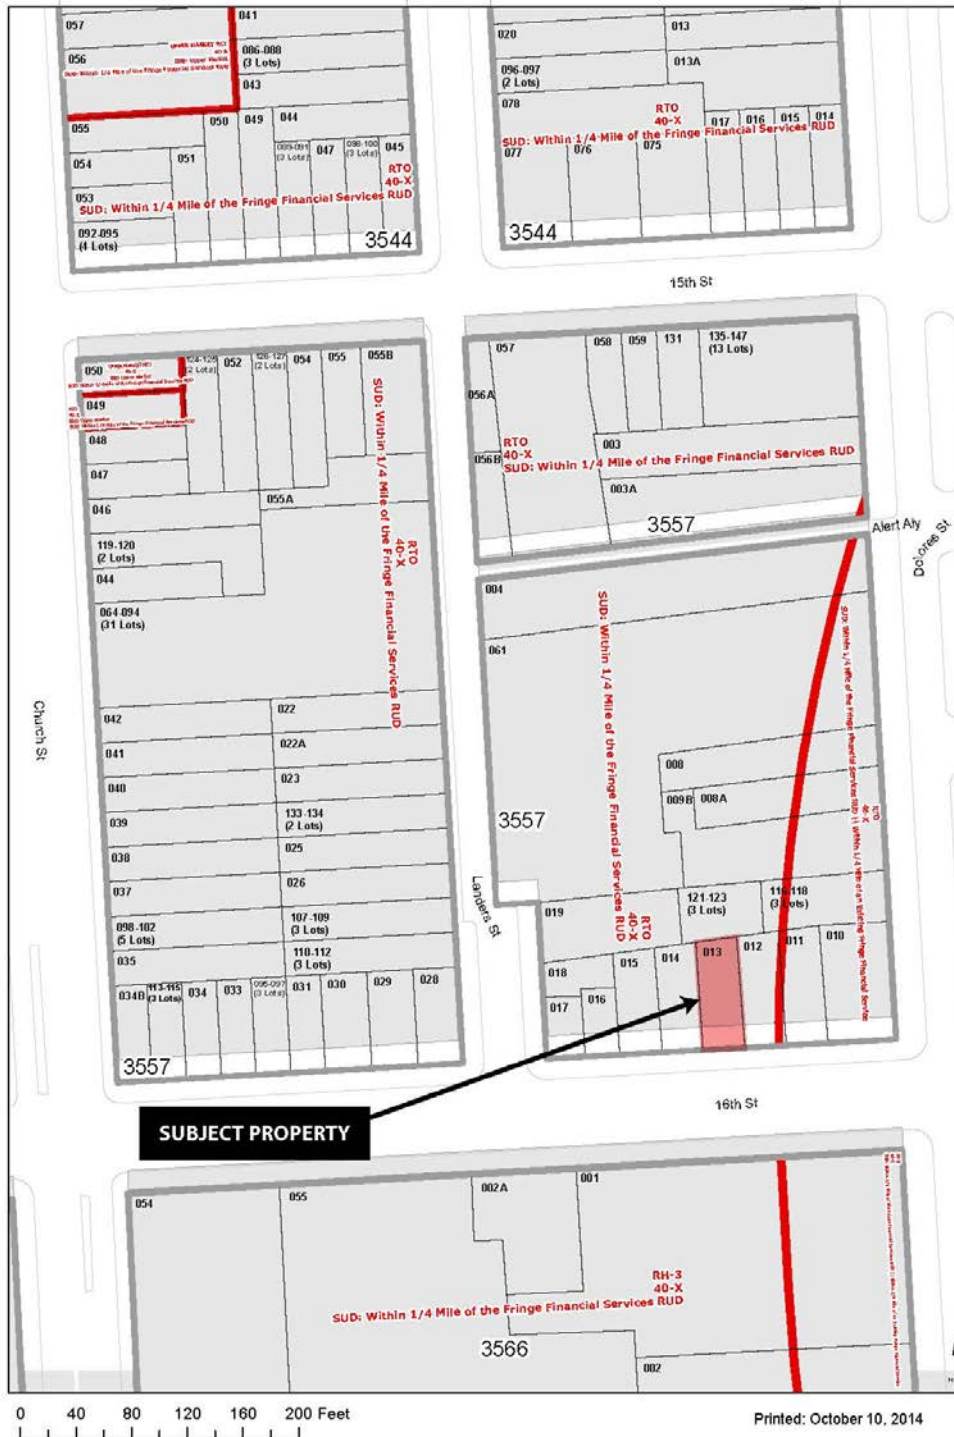 057
056
041
086-088
(3 Lots)
043
055
050
049
044
054
051
089-091
(3 Lots)
047
098-100
(3 Lots)
045
053
RTO
40-X
SUD: Within 1/4 Mile of the Fringe Financial Services RUD
092-095
(4 Lots)
3544
020
013
096-097
(2 Lots)
013A
078
RTO
40-X
017
016
015
014
SUD: Within 1/4 Mile of the Fringe Financial Services RUD
077
076
075
3544
15th St
050
124-125
(2 Lots)
052
126-127
(2 Lots)
054
055
055B
049
048
047
046
055A
119-120
(2 Lots)
044
064-094
(31 Lots)
RTO
40-X
SUD: Within 1/4 Mile of the Fringe Financial Services RUD
042
022
041
022A
040
023
039
133-134
(2 Lots)
038
025
037
026
098-102
(5 Lots)
107-109
(3 Lots)
035
110-112
(3 Lots)
034B
113-115
(3 Lots)
034
033
096-097
(3 Lots)
031
030
029
028
3557
Church St
Landers St
057
058
059
131
135-147
(13 Lots)
056A
056B
003
RTO
40-X
SUD: Within 1/4 Mile of the Fringe Financial Services RUD
003A
3557
Alert Aly
Dolores St
004
061
RTO
40-X
SUD: Within 1/4 Mile of the Fringe Financial Services RUD
008
009B
008A
RTO
40-X
3557
019
121-123
(3 Lots)
116-118
(3 Lots)
018
015
014
013
012
011
010
017
016
SUBJECT PROPERTY
16th St
054
055
002A
001
RH-3
40-X
SUD: Within 1/4 Mile of the Fringe Financial Services RUD
3566
002
0 40 80 120 160 200 Feet
Printed: October 10, 2014